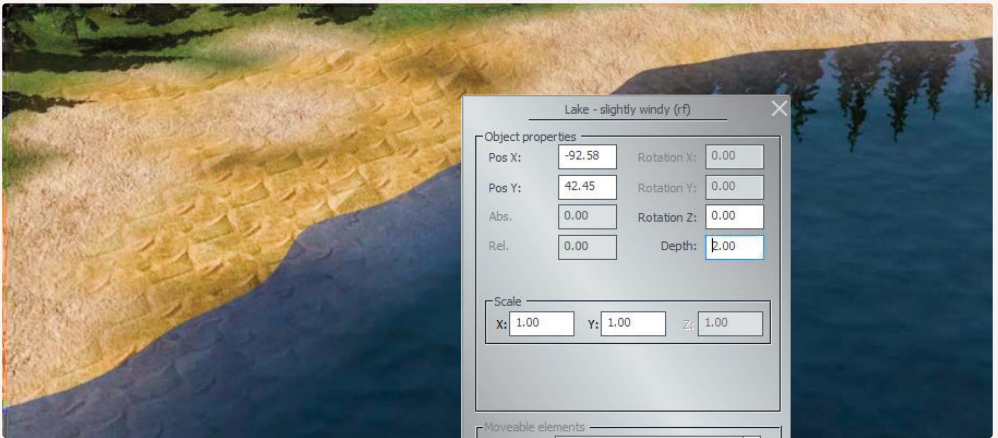 Lake - slightly windy (rf)
Object properties
Pos X: -92.58 Rotation X: 0.00
Pos Y: 42.45 Rotation Y: 0.00
Abs. 0.00 Rotation Z: 0.00
Rel. 0.00 Depth: 2.00
Scale
X: 1.00 Y: 1.00 Z: 1.00
Moveable elements